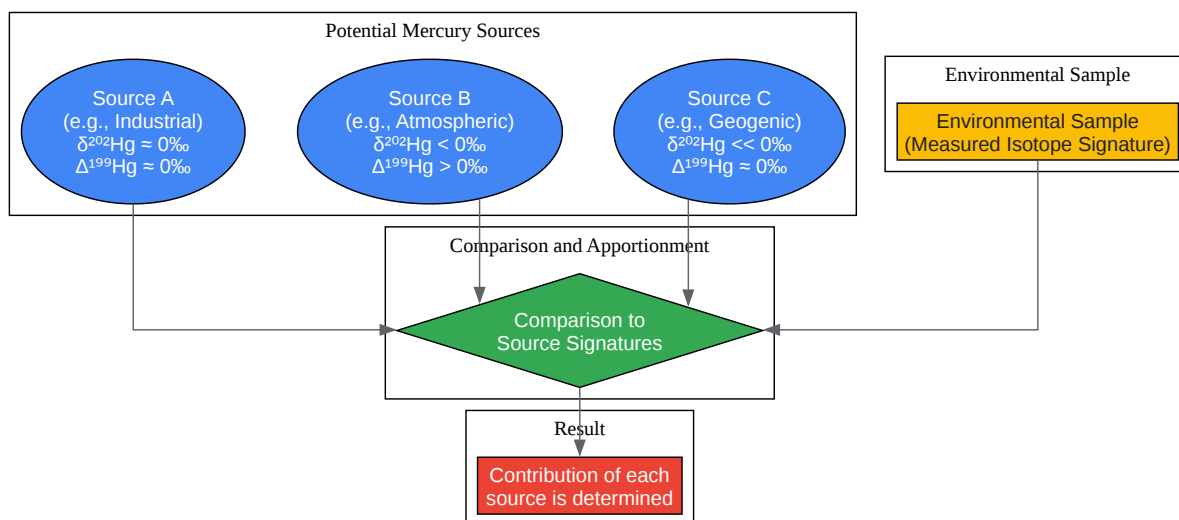 Potential Mercury Sources
Source A
(e.g., Industrial)
δ²⁰²Hg ≈ 0‰
Δ¹⁹⁹Hg ≈ 0‰
Source B
(e.g., Atmospheric)
δ²⁰²Hg < 0‰
Δ¹⁹⁹Hg > 0‰
Source C
(e.g., Geogenic)
δ²⁰²Hg << 0‰
Δ¹⁹⁹Hg ≈ 0‰
Environmental Sample
Environmental Sample
(Measured Isotope Signature)
Comparison and Apportionment
Comparison to
Source Signatures
Result
Contribution of each
source is determined